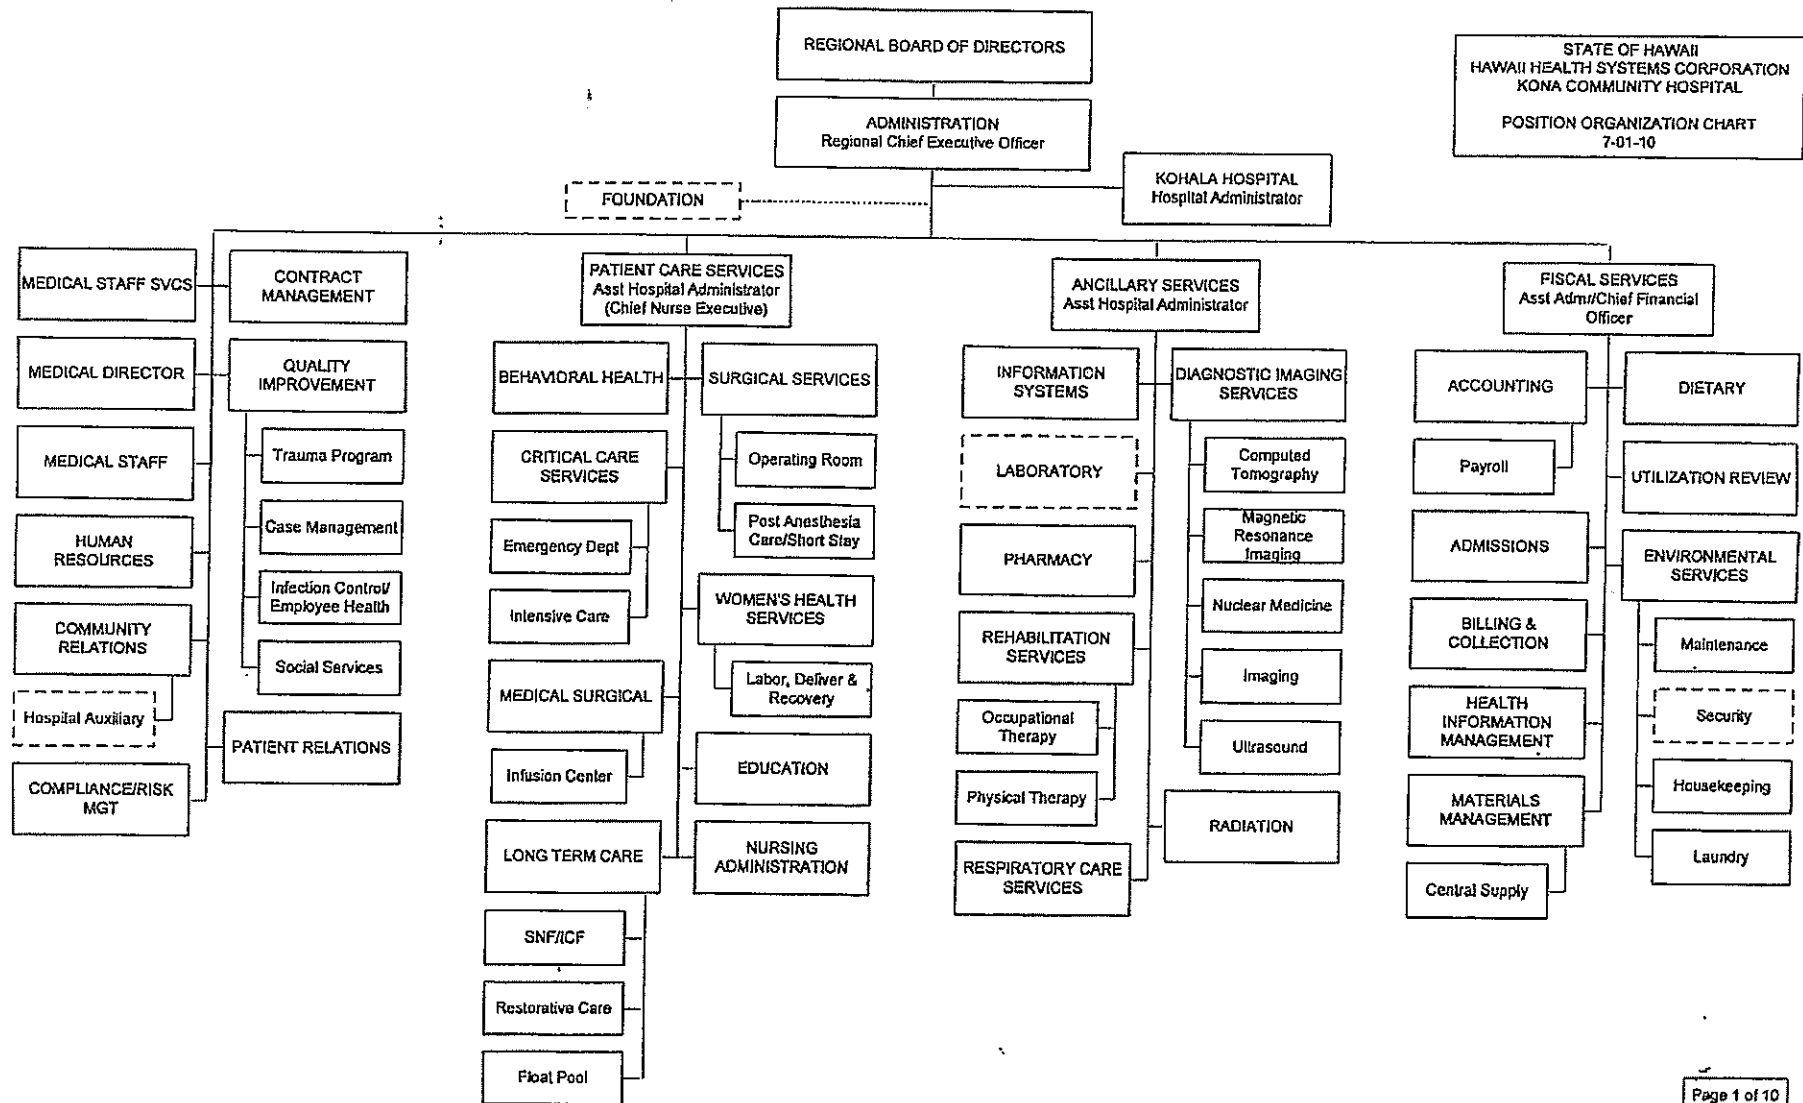 REGIONAL BOARD OF DIRECTORS
STATE OF HAWAII
HAWAII HEALTH SYSTEMS CORPORATION
KONA COMMUNITY HOSPITAL
POSITION ORGANIZATION CHART
7-01-10
ADMINISTRATION
Regional Chief Executive Officer
KOHALA HOSPITAL
Hospital Administrator
FOUNDATION
MEDICAL STAFF SVCS
CONTRACT
MANAGEMENT
MEDICAL DIRECTOR
QUALITY
IMPROVEMENT
MEDICAL STAFF
Trauma Program
HUMAN
RESOURCES
Case Management
Infection Control/
Employee Health
COMMUNITY
RELATIONS
Social Services
Hospital Auxiliary
PATIENT RELATIONS
COMPLIANCE/RISK
MGT
PATIENT CARE SERVICES
Asst Hospital Administrator
(Chief Nurse Executive)
BEHAVIORAL HEALTH
SURGICAL SERVICES
CRITICAL CARE
SERVICES
Operating Room
Emergency Dept
Post Anesthesia
Care/Short Stay
Intensive Care
WOMEN'S HEALTH
SERVICES
MEDICAL SURGICAL
Labor, Deliver &
Recovery
Infusion Center
EDUCATION
LONG TERM CARE
NURSING
ADMINISTRATION
SNF/ICF
Restorative Care
Float Pool
ANCILLARY SERVICES
Asst Hospital Administrator
INFORMATION
SYSTEMS
DIAGNOSTIC IMAGING
SERVICES
LABORATORY
Computed
Tomography
PHARMACY
Magnetic
Resonance
Imaging
Nuclear Medicine
REHABILITATION
SERVICES
Imaging
Occupational
Therapy
Ultrasound
Physical Therapy
RADIATION
RESPIRATORY CARE
SERVICES
FISCAL SERVICES
Asst Admr/Chief Financial
Officer
ACCOUNTING
DIETARY
Payroll
UTILIZATION REVIEW
ADMISSIONS
ENVIRONMENTAL
SERVICES
BILLING &
COLLECTION
Maintenance
HEALTH
INFORMATION
MANAGEMENT
Security
MATERIALS
MANAGEMENT
Housekeeping
Central Supply
Laundry
Page 1 of 10